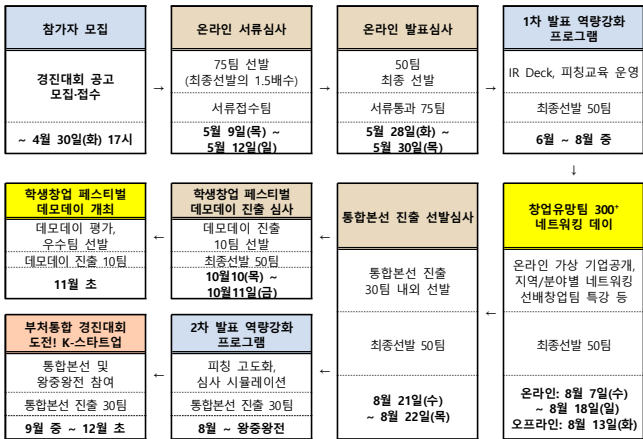 참가자 모집
경진대회 공고
모집·접수
~ 4월 30일(화) 17시
→
온라인 서류심사
75팀 선발
(최종선발의 1.5배수)
서류접수팀
5월 9일(목) ~
5월 12일(일)
→
온라인 발표심사
50팀
최종 선발
서류통과 75팀
5월 28일(화) ~
5월 30일(목)
→
1차 발표 역량강화
프로그램
IR Deck, 피칭교육 운영
최종선발 50팀
6월 ~ 8월 중
↓
창업유망팀 300⁺
네트워킹 데이
온라인 가상 기업공개,
지역/분야별 네트워킹
선배창업팀 특강 등
최종선발 50팀
온라인: 8월 7일(수)
~ 8월 18일(일)
오프라인: 8월 13일(화)
←
통합본선 진출 선발심사
통합본선 진출
30팀 내외 선발
최종선발 50팀
8월 21일(수)
~ 8월 22일(목)
←
학생창업 페스티벌
데모데이 진출 심사
데모데이 진출
10팀 선발
최종선발 50팀
10월10(목) ~
10월11일(금)
←
학생창업 페스티벌
데모데이 개최
데모데이 평가,
우수팀 선발
데모데이 진출 10팀
11월 초
←
2차 발표 역량강화
프로그램
피칭 고도화,
심사 시뮬레이션
통합본선 진출 30팀
8월 ~ 왕중왕전
←
부처통합 경진대회
도전! K-스타트업
통합본선 및
왕중왕전 참여
통합본선 진출 30팀
9월 중 ~ 12월 초